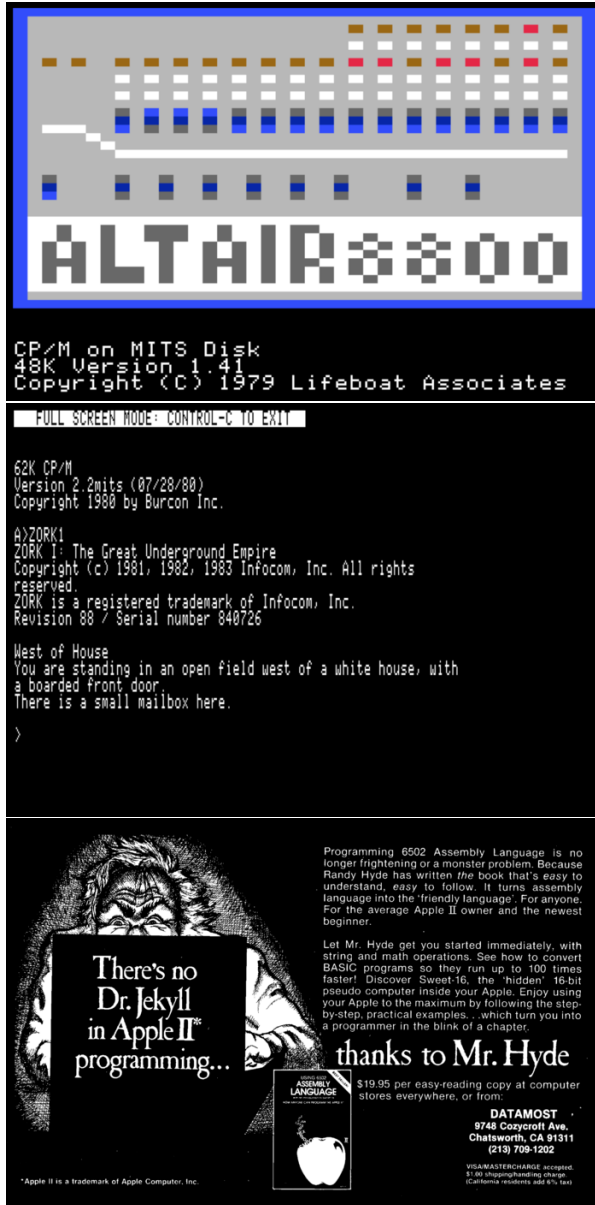 ALTAIR8800
CP/M on MITS Disk
48K Version 1.41
Copyright (C) 1979 Lifeboat Associates
FULL SCREEN MODE: CONTROL-C TO EXIT
62K CP/M
Version 2.2mits (07/28/80)
Copyright 1980 by Burcon Inc.
A>ZORK1
ZORK I: The Great Underground Empire
Copyright (c) 1981, 1982, 1983 Infocom, Inc. All rights
reserved.
ZORK is a registered trademark of Infocom, Inc.
Revision 88 / Serial number 840726
West of House
You are standing in an open field west of a white house, with
a boarded front door.
There is a small mailbox here.
>
There's no
Dr. Jekyll
in Apple II*
programming...
*Apple II is a trademark of Apple Computer, Inc.
Programming 6502 Assembly Language is no
longer frightening or a monster problem. Because
Randy Hyde has written the book that's easy to
understand, easy to follow. It turns assembly
language into the 'friendly language'. For anyone.
For the average Apple II owner and the newest
beginner.
Let Mr. Hyde get you started immediately, with
string and math operations. See how to convert
BASIC programs so they run up to 100 times
faster! Discover Sweet-16, the 'hidden' 16-bit
pseudo computer inside your Apple. Enjoy using
your Apple to the maximum by following the step-
by-step, practical examples. . .which turn you into
a programmer in the blink of a chapter.
thanks to Mr. Hyde
USING 6502
ASSEMBLY
LANGUAGE
$19.95 per easy-reading copy at computer
stores everywhere, or from:
DATAMOST
9748 Cozycroft Ave.
Chatsworth, CA 91311
(213) 709-1202
VISA/MASTERCHARGE accepted.
$1.00 shipping/handling charge.
(California residents add 6% tax)